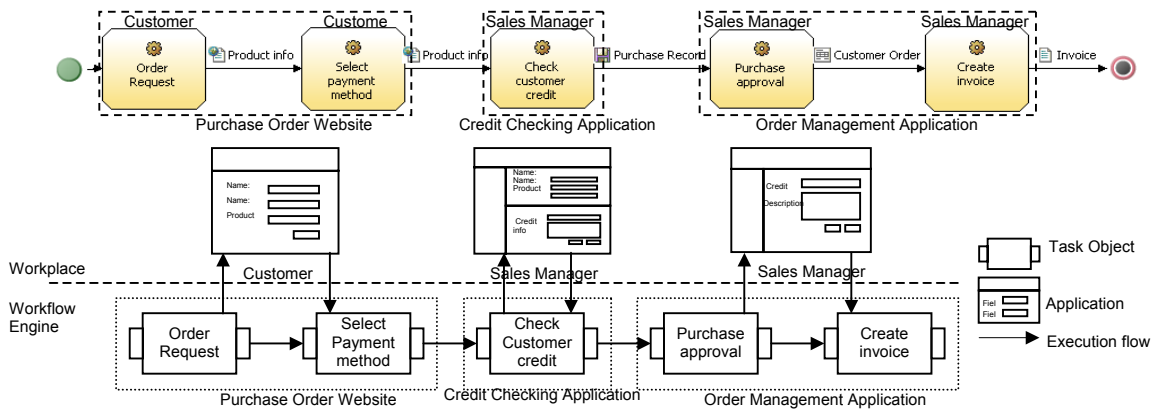 Customer
Custome
Sales Manager
Sales Manager
Sales Manager
Order
Request
Product info
Select
payment
method
Product info
Check
customer
credit
Purchase Record
Purchase
approval
Customer Order
Create
invoice
Invoice
Purchase Order Website
Credit Checking Application
Order Management Application
Name:
Name:
Product
Name:
Name:
Product
Credit
info
Credit
Description
Customer
Sales Manager
Sales Manager
Workplace
Workflow
Engine
Order
Request
Select
Payment
method
Check
Customer
credit
Purchase
approval
Create
invoice
Purchase Order Website
Credit Checking Application
Order Management Application
Task Object
Fiel
Fiel
Application
Execution flow